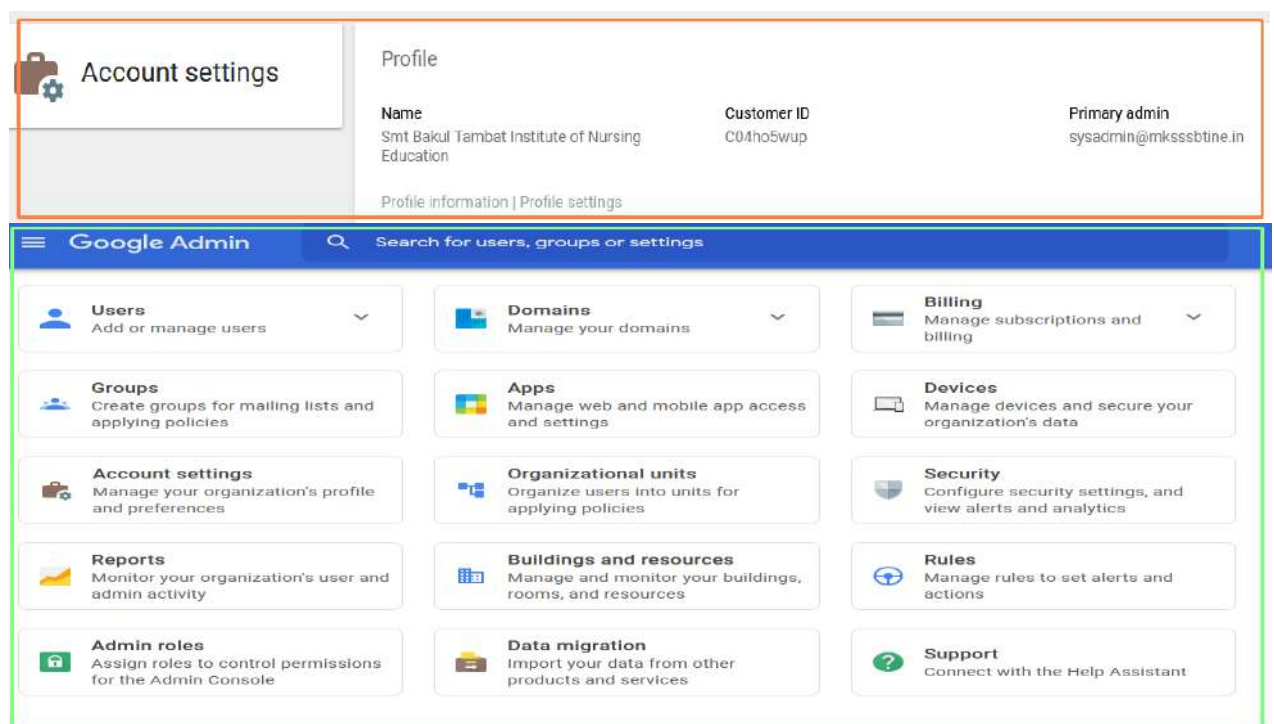 Account settings
Profile
Name
Customer ID
Primary admin
Smt Bakul Tambat Institute of Nursing
Education
C04ho5wup
sysadmin@mksssbtine.in
Profile information | Profile settings
Google Admin
Search for users, groups or settings
Users
Add or manage users
Domains
Manage your domains
Billing
Manage subscriptions and
billing
Groups
Create groups for mailing lists and
applying policies
Apps
Manage web and mobile app access
and settings
Devices
Manage devices and secure your
organization's data
Account settings
Manage your organization's profile
and preferences
Organizational units
Organize users into units for
applying policies
Security
Configure security settings, and
view alerts and analytics
Reports
Monitor your organization's user and
admin activity
Buildings and resources
Manage and monitor your buildings,
rooms, and resources
Rules
Manage rules to set alerts and
actions
Admin roles
Assign roles to control permissions
for the Admin Console
Data migration
Import your data from other
products and services
Support
Connect with the Help Assistant